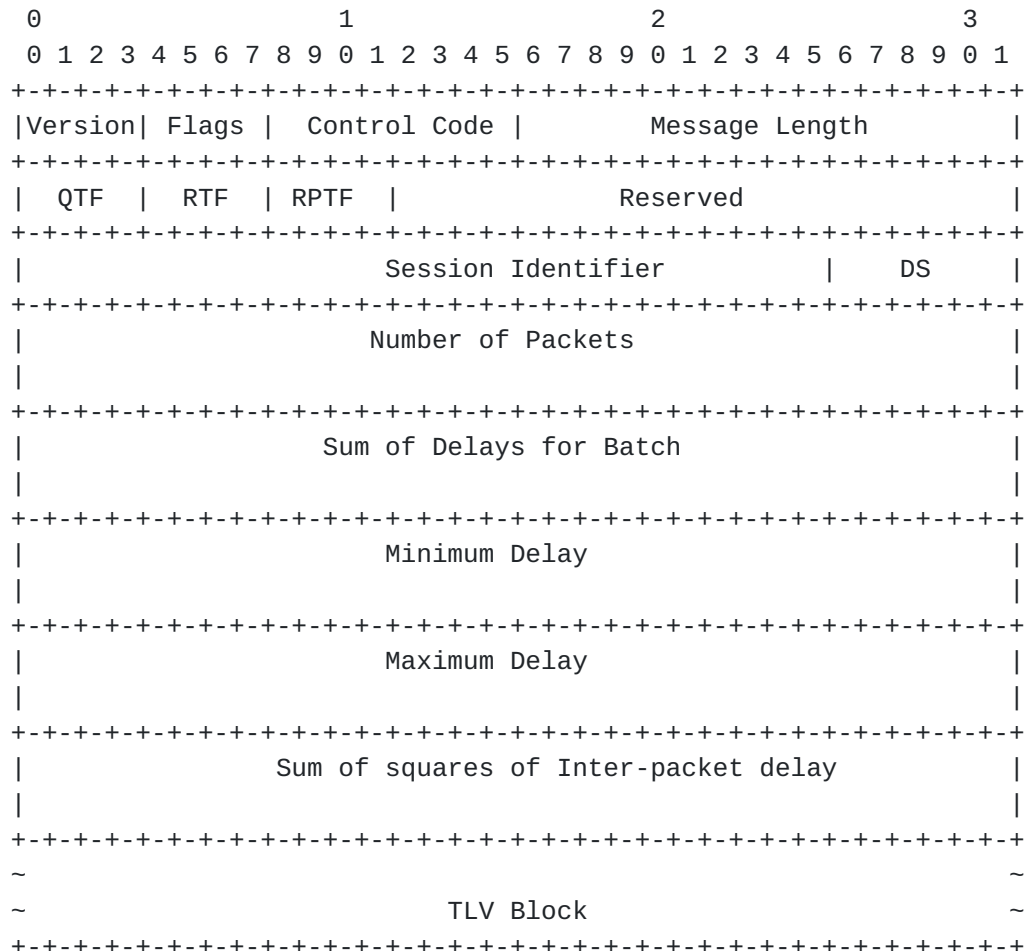 0                   1                   2                   3
 0 1 2 3 4 5 6 7 8 9 0 1 2 3 4 5 6 7 8 9 0 1 2 3 4 5 6 7 8 9 0 1
+-+-+-+-+-+-+-+-+-+-+-+-+-+-+-+-+-+-+-+-+-+-+-+-+-+-+-+-+-+-+-+-+
|Version| Flags |  Control Code |        Message Length         |
+-+-+-+-+-+-+-+-+-+-+-+-+-+-+-+-+-+-+-+-+-+-+-+-+-+-+-+-+-+-+-+-+
|  QTF  |  RTF  | RPTF  |              Reserved                 |
+-+-+-+-+-+-+-+-+-+-+-+-+-+-+-+-+-+-+-+-+-+-+-+-+-+-+-+-+-+-+-+-+
|                       Session Identifier          |    DS     |
+-+-+-+-+-+-+-+-+-+-+-+-+-+-+-+-+-+-+-+-+-+-+-+-+-+-+-+-+-+-+-+-+
|                      Number of Packets                        |
|                                                               |
+-+-+-+-+-+-+-+-+-+-+-+-+-+-+-+-+-+-+-+-+-+-+-+-+-+-+-+-+-+-+-+-+
|                   Sum of Delays for Batch                     |
|                                                               |
+-+-+-+-+-+-+-+-+-+-+-+-+-+-+-+-+-+-+-+-+-+-+-+-+-+-+-+-+-+-+-+-+
|                       Minimum Delay                           |
|                                                               |
+-+-+-+-+-+-+-+-+-+-+-+-+-+-+-+-+-+-+-+-+-+-+-+-+-+-+-+-+-+-+-+-+
|                       Maximum Delay                           |
|                                                               |
+-+-+-+-+-+-+-+-+-+-+-+-+-+-+-+-+-+-+-+-+-+-+-+-+-+-+-+-+-+-+-+-+
|                Sum of squares of Inter-packet delay           |
|                                                               |
+-+-+-+-+-+-+-+-+-+-+-+-+-+-+-+-+-+-+-+-+-+-+-+-+-+-+-+-+-+-+-+-+
~                                                               ~
~                           TLV Block                           ~
+-+-+-+-+-+-+-+-+-+-+-+-+-+-+-+-+-+-+-+-+-+-+-+-+-+-+-+-+-+-+-+-+